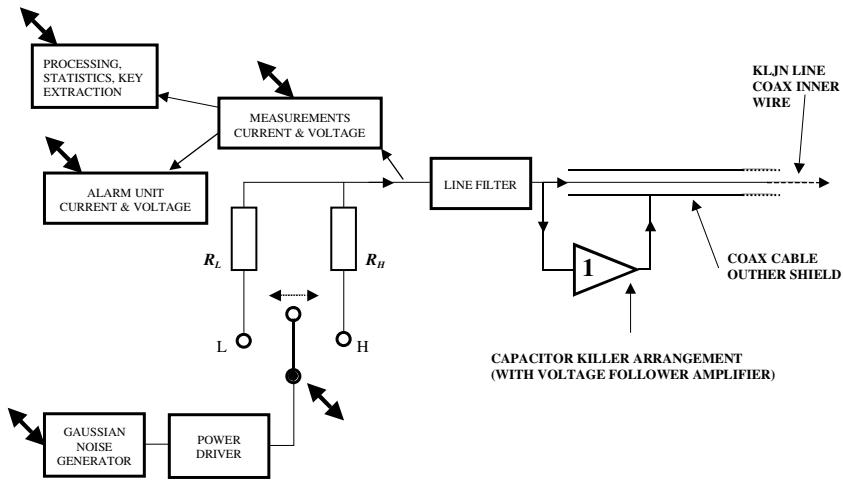 PROCESSING,
STATISTICS, KEY
EXTRACTION
MEASUREMENTS
CURRENT & VOLTAGE
ALARM UNIT
CURRENT & VOLTAGE
LINE FILTER
KLJN LINE
COAX INNER
WIRE
R_L
R_H
1
COAX CABLE
OUTHER SHIELD
L
H
CAPACITOR KILLER ARRANGEMENT
(WITH VOLTAGE FOLLOWER AMPLIFIER)
GAUSSIAN
NOISE
GENERATOR
POWER
DRIVER